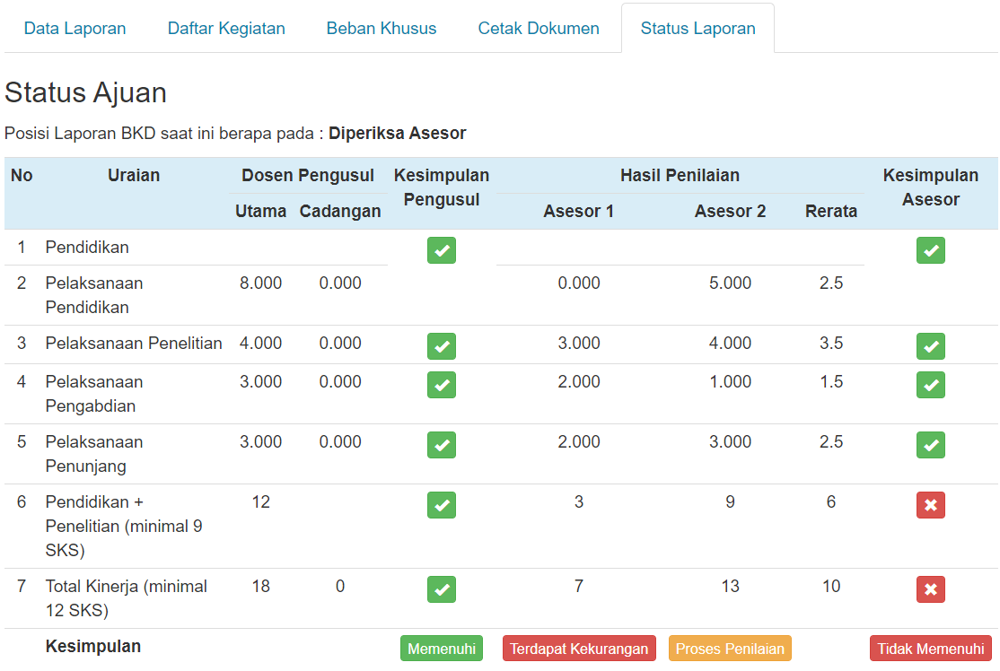 Data Laporan Daftar Kegiatan Beban Khusus Cetak Dokumen Status Laporan
Status Ajuan
Posisi Laporan BKD saat ini berapa pada : Diperiksa Asesor
No Uraian Dosen Pengusul Kesimpulan Pengusul Hasil Penilaian Kesimpulan Asesor
Utama Cadangan Asesor 1 Asesor 2 Rerata
1 Pendidikan
2 Pelaksanaan Pendidikan 8.000 0.000 0.000 5.000 2.5
3 Pelaksanaan Penelitian 4.000 0.000 3.000 4.000 3.5
4 Pelaksanaan Pengabdian 3.000 0.000 2.000 1.000 1.5
5 Pelaksanaan Penunjang 3.000 0.000 2.000 3.000 2.5
6 Pendidikan + Penelitian (minimal 9 SKS) 12 3 9 6
7 Total Kinerja (minimal 12 SKS) 18 0 7 13 10
Kesimpulan Memenuhi Terdapat Kekurangan Proses Penilaian Tidak Memenuhi